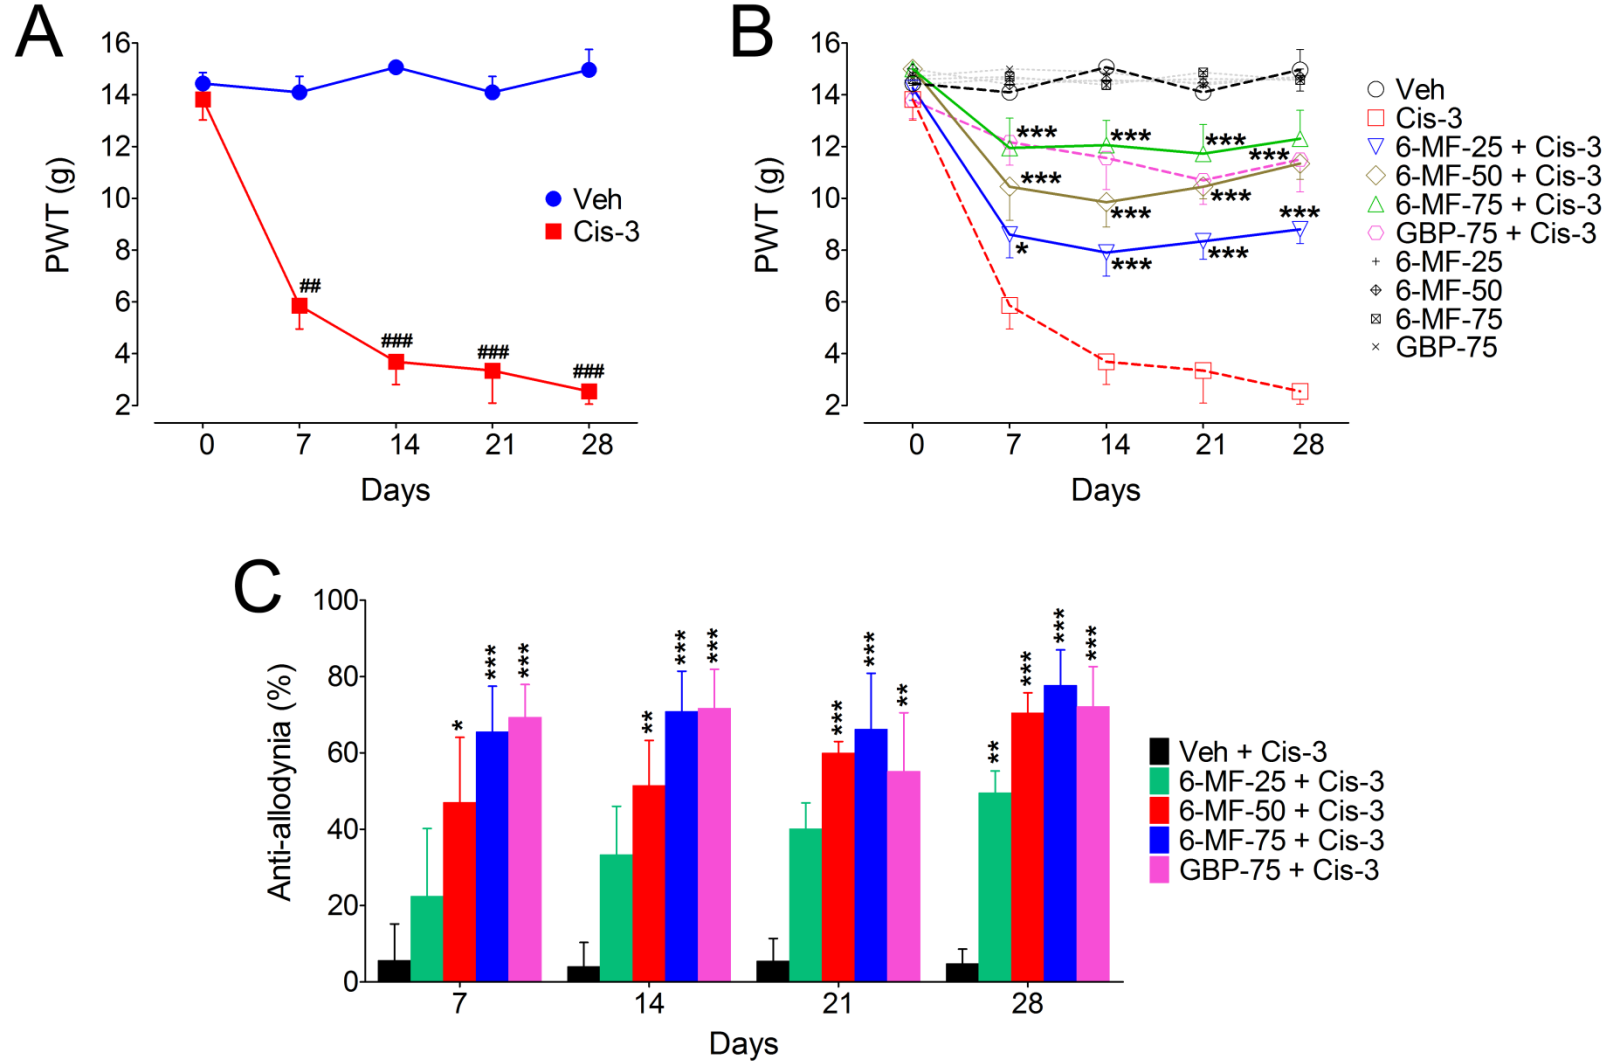 A
16
14
12
10
8
6
4
2
PWT (g)
##
###
###
###
Veh
Cis-3
0 7 14 21 28
Days
B
16
14
12
10
8
6
4
2
PWT (g)
*** *** ***
*** ***
*** *** ***
* *** ***
Veh
Cis-3
6-MF-25 + Cis-3
6-MF-50 + Cis-3
6-MF-75 + Cis-3
GBP-75 + Cis-3
6-MF-25
6-MF-50
6-MF-75
GBP-75
0 7 14 21 28
Days
C
100
80
60
40
20
0
Anti-allodynia (%)
* *** ***
** *** ***
*** *** **
** *** *** ***
Veh + Cis-3
6-MF-25 + Cis-3
6-MF-50 + Cis-3
6-MF-75 + Cis-3
GBP-75 + Cis-3
7 14 21 28
Days